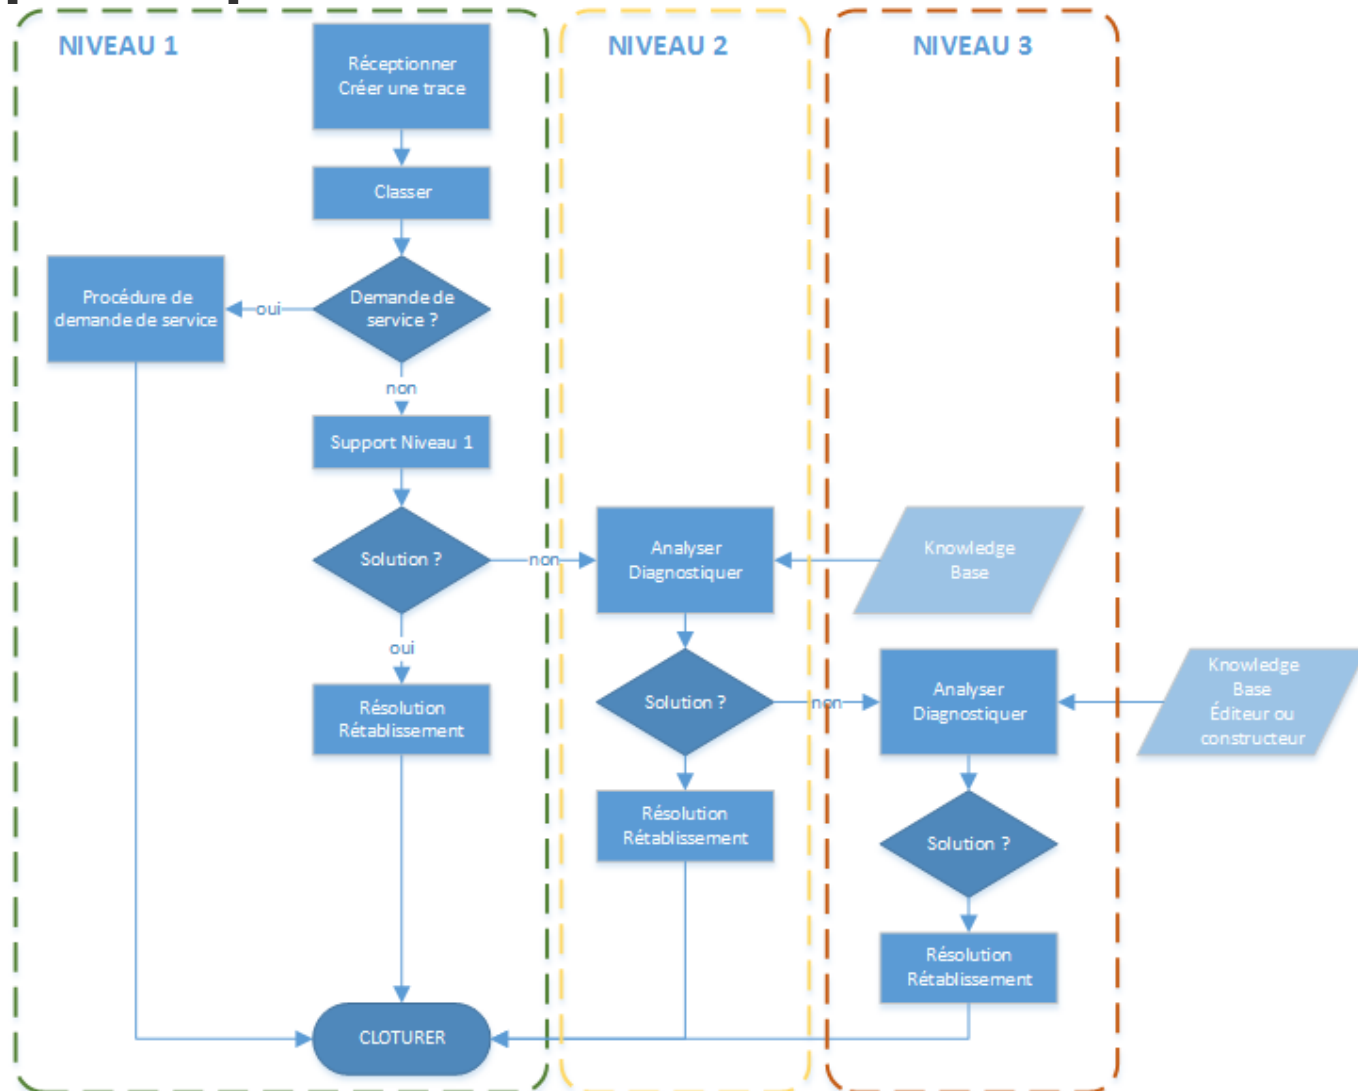 NIVEAU 1
NIVEAU 2
NIVEAU 3
Réceptionner
Créer une trace
Classer
Procédure de
demande de service
oui
Demande de
service ?
non
Support Niveau 1
Solution ?
non
Analyser
Diagnostiquer
Knowledge
Base
oui
Résolution
Rétablissement
Solution ?
non
Analyser
Diagnostiquer
Knowledge
Base
Éditeur ou
constructeur
Résolution
Rétablissement
Solution ?
Résolution
Rétablissement
CLOTURER